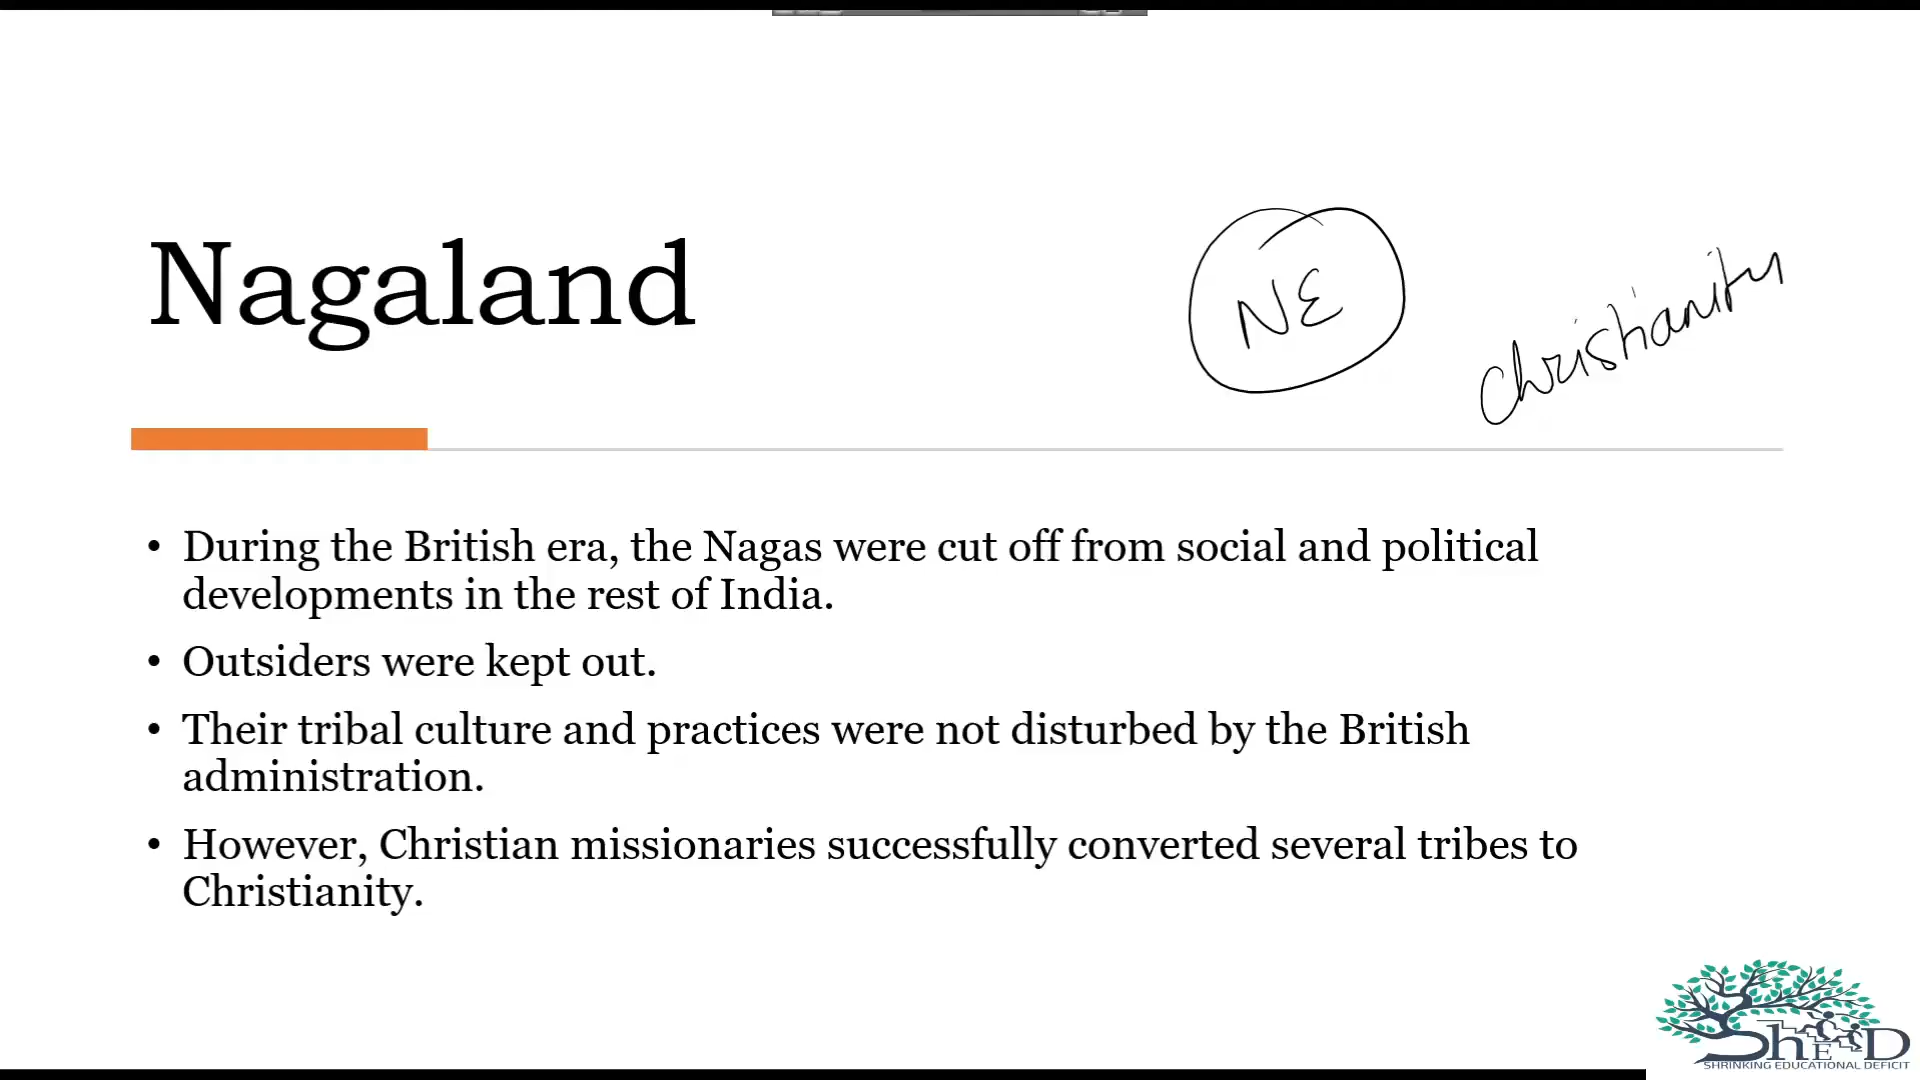 Nagaland
NE
Christianity
• During the British era, the Nagas were cut off from social and political
developments in the rest of India.
• Outsiders were kept out.
• Their tribal culture and practices were not disturbed by the British
administration.
• However, Christian missionaries successfully converted several tribes to
Christianity.
ShED
SHRINKING EDUCATIONAL DEFICIT